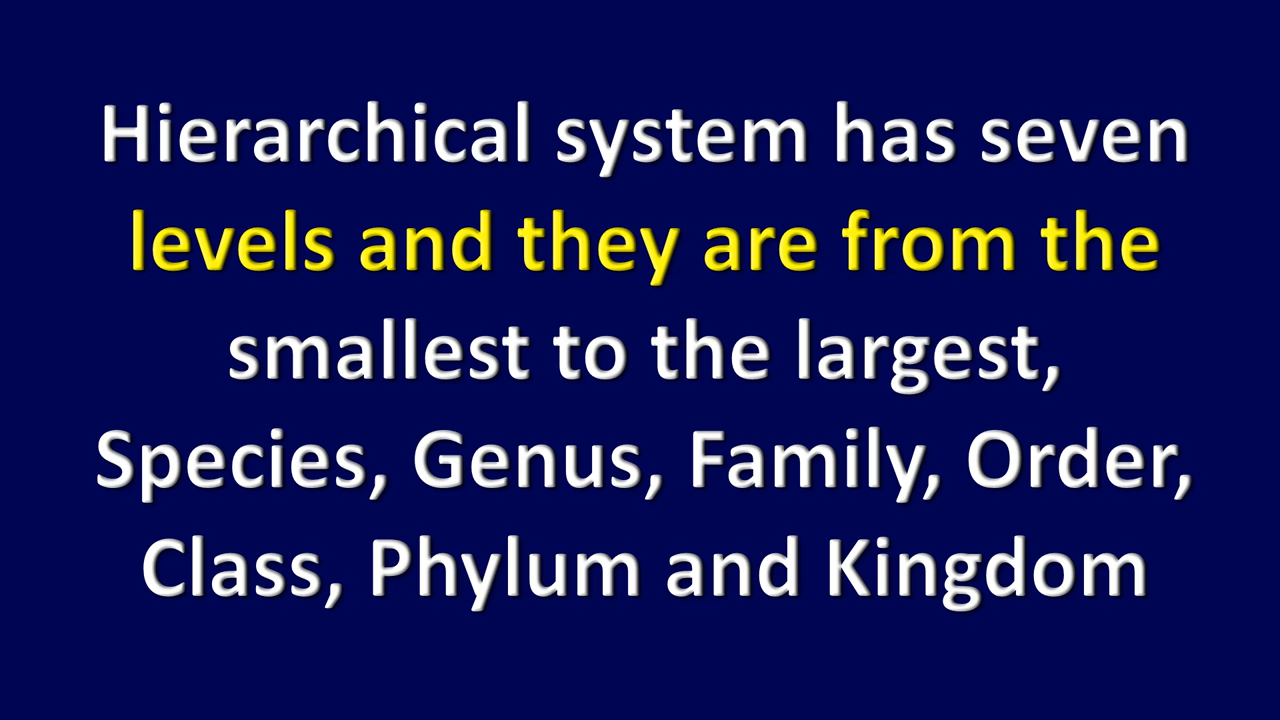 Hierarchical system has seven
levels and they are from the
smallest to the largest,
Species, Genus, Family, Order,
Class, Phylum and Kingdom